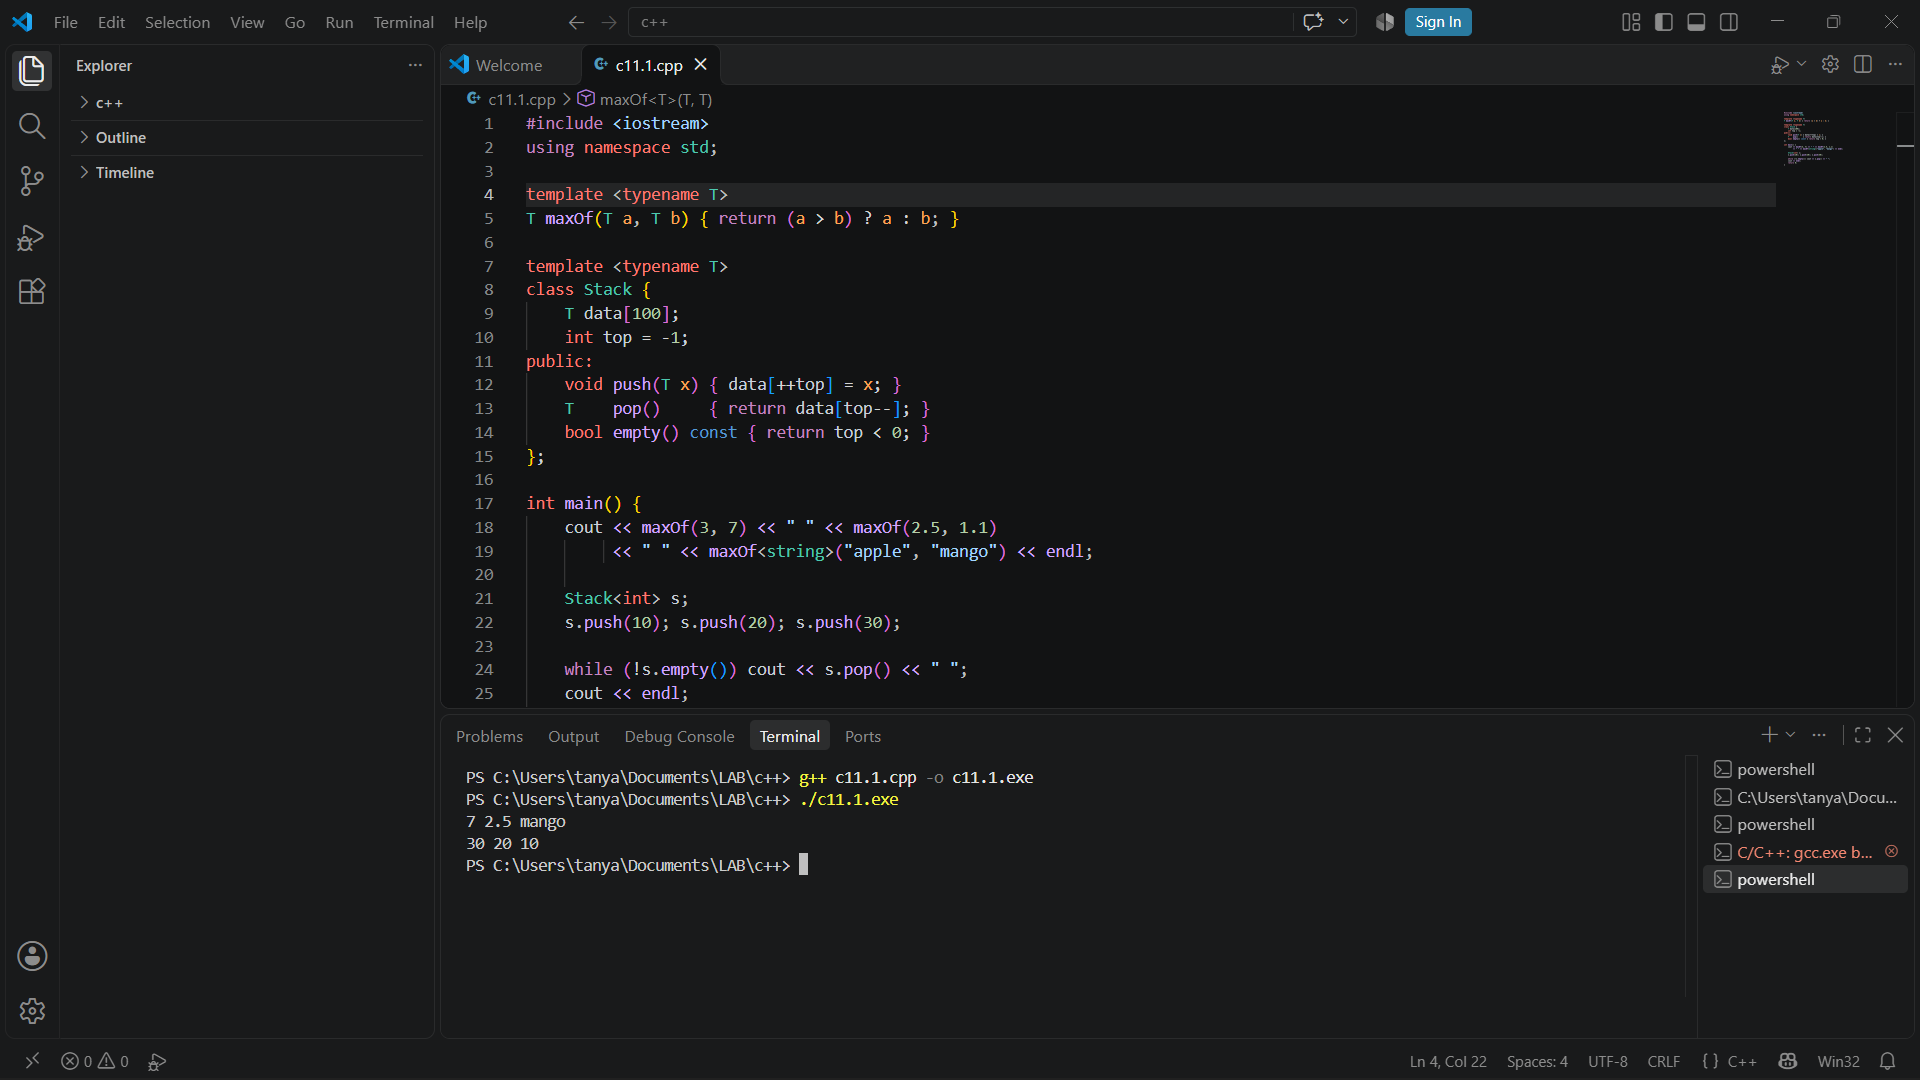 File Edit Selection View Go Run Terminal Help
c++
Sign In
Explorer
c++
Outline
Timeline
Welcome
c11.1.cpp
c11.1.cpp > maxOf<T>(T, T)
1 #include <iostream>
2 using namespace std;
3
4 template <typename T>
5 T maxOf(T a, T b) { return (a > b) ? a : b; }
6
7 template <typename T>
8 class Stack {
9 T data[100];
10 int top = -1;
11 public:
12 void push(T x) { data[++top] = x; }
13 T    pop()     { return data[top--]; }
14 bool empty() const { return top < 0; }
15 };
16
17 int main() {
18 cout << maxOf(3, 7) << " " << maxOf(2.5, 1.1)
19 << " " << maxOf<string>("apple", "mango") << endl;
20
21 Stack<int> s;
22 s.push(10); s.push(20); s.push(30);
23
24 while (!s.empty()) cout << s.pop() << " ";
25 cout << endl;
Problems Output Debug Console Terminal Ports
PS C:\Users\tanya\Documents\LAB\c++> g++ c11.1.cpp -o c11.1.exe
PS C:\Users\tanya\Documents\LAB\c++> ./c11.1.exe
7 2.5 mango
30 20 10
PS C:\Users\tanya\Documents\LAB\c++>
powershell
C:\Users\tanya\Docu...
powershell
C/C++: gcc.exe b...
powershell
0 0
Ln 4, Col 22 Spaces: 4 UTF-8 CRLF {} C++ Win32